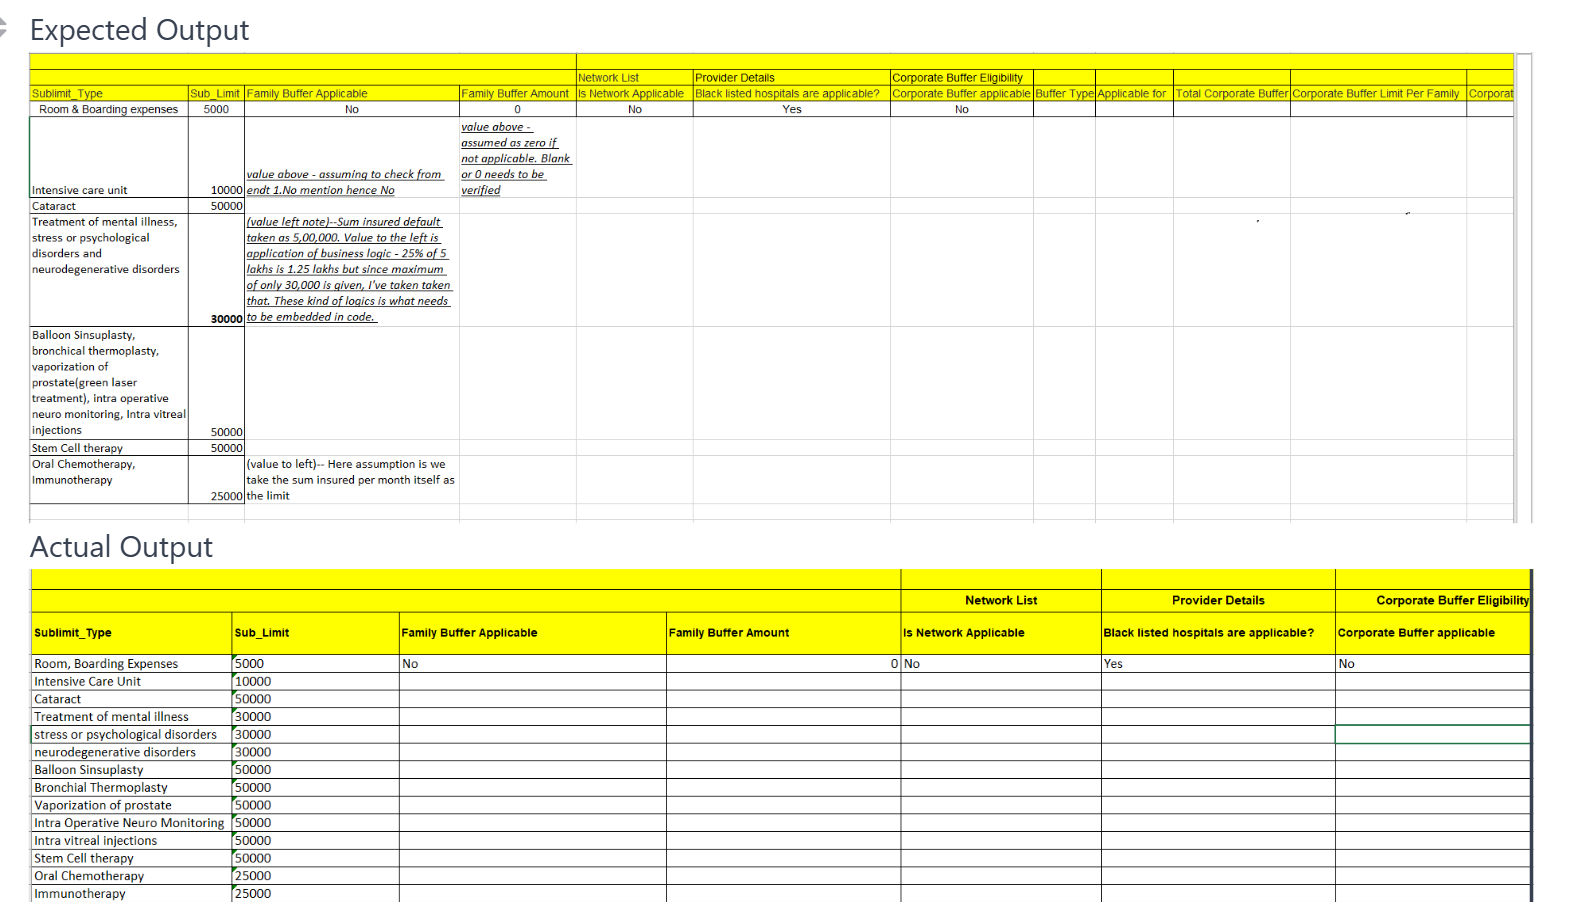 Expected Output
Network List Provider Details Corporate Buffer Eligibility
Sublimit_Type Sub_Limit Family Buffer Applicable Family Buffer Amount Is Network Applicable Black listed hospitals are applicable? Corporate Buffer applicable Buffer Type Applicable for Total Corporate Buffer Corporate Buffer Limit Per Family Corporat
Room & Boarding expenses 5000 No 0 No Yes No
value above -
assumed as zero if
not applicable. Blank
value above - assuming to check from or 0 needs to be
Intensive care unit 10000 endt 1.No mention hence No verified
Cataract 50000
Treatment of mental illness, (value left note)--Sum insured default
stress or psychological taken as 5,00,000. Value to the left is
disorders and application of business logic - 25% of 5
neurodegenerative disorders lakhs is 1.25 lakhs but since maximum
of only 30,000 is given, I've taken taken
that. These kind of logics is what needs
30000 to be embedded in code.
Balloon Sinsuplasty,
bronchical thermoplasty,
vaporization of
prostate(green laser
treatment), intra operative
neuro monitoring, Intra vitreal
injections 50000
Stem Cell therapy 50000
Oral Chemotherapy, (value to left)-- Here assumption is we
Immunotherapy take the sum insured per month itself as
25000 the limit
Actual Output
Network List Provider Details Corporate Buffer Eligibility
Sublimit_Type Sub_Limit Family Buffer Applicable Family Buffer Amount Is Network Applicable Black listed hospitals are applicable? Corporate Buffer applicable
Room, Boarding Expenses 5000 No 0 No Yes No
Intensive Care Unit 10000
Cataract 50000
Treatment of mental illness 30000
stress or psychological disorders 30000
neurodegenerative disorders 30000
Balloon Sinsuplasty 50000
Bronchial Thermoplasty 50000
Vaporization of prostate 50000
Intra Operative Neuro Monitoring 50000
Intra vitreal injections 50000
Stem Cell therapy 50000
Oral Chemotherapy 25000
Immunotherapy 25000